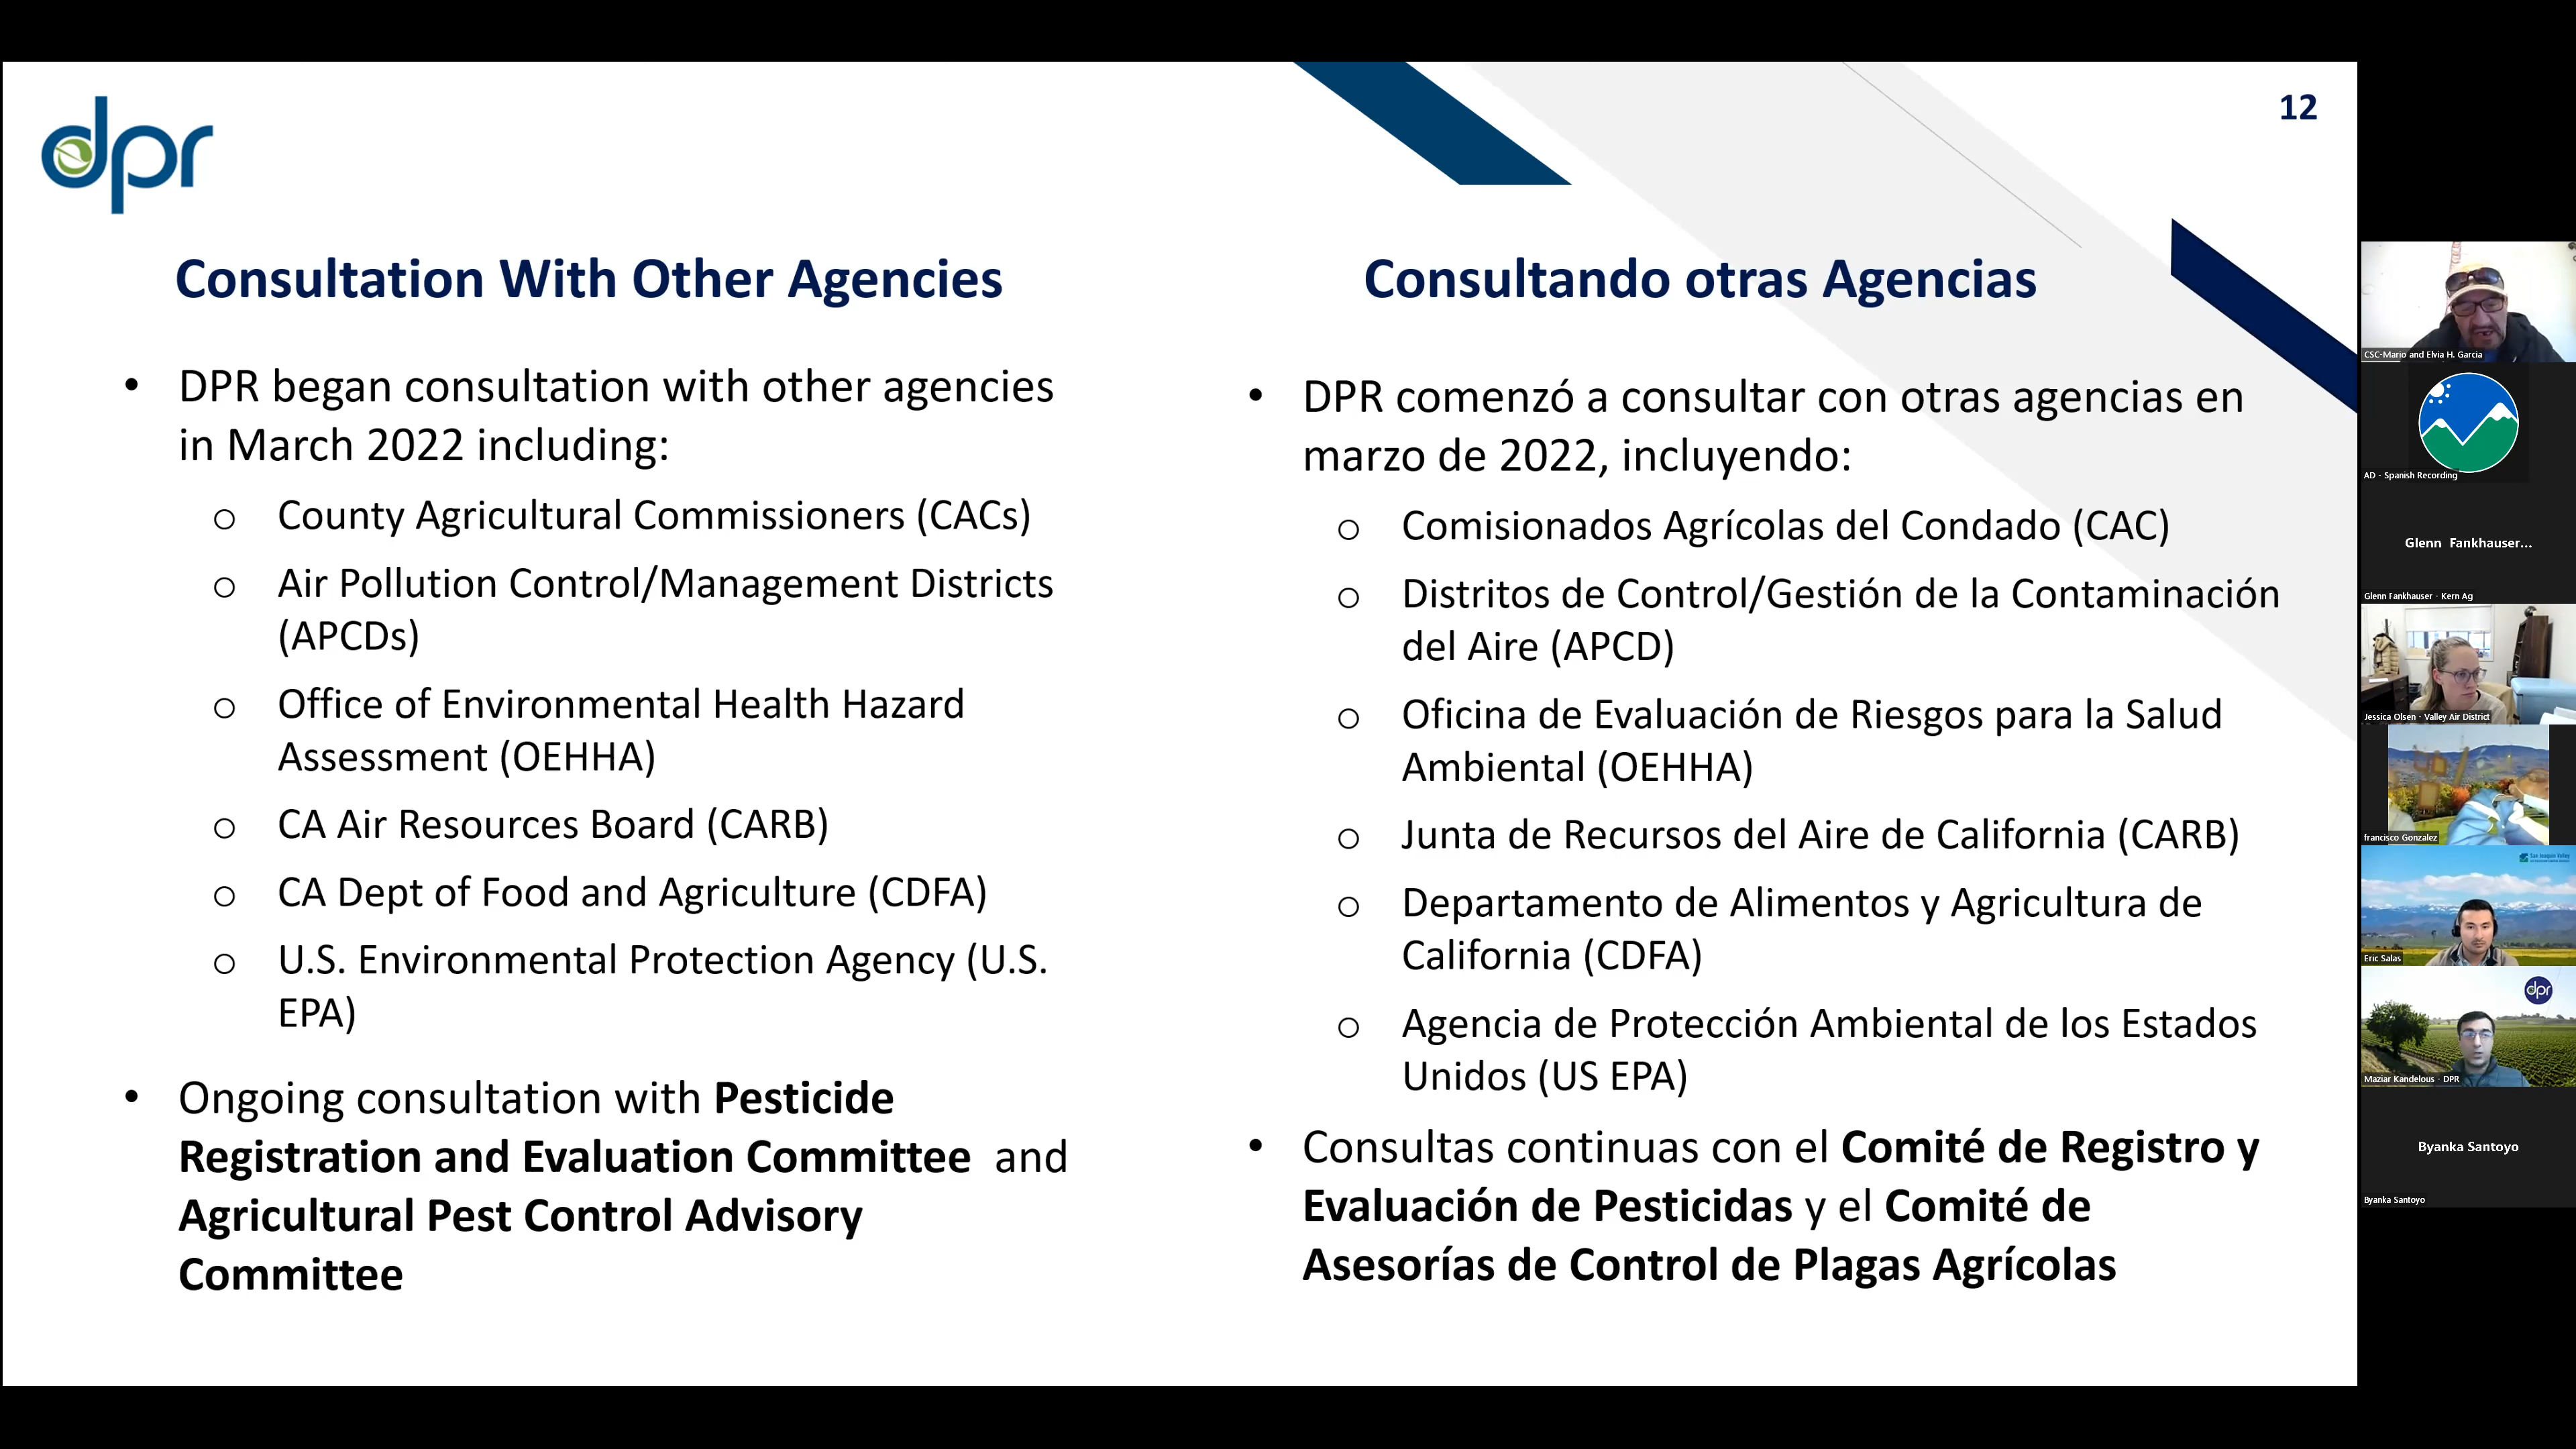 dpr
12
Consultation With Other Agencies
• DPR began consultation with other agencies
in March 2022 including:
o County Agricultural Commissioners (CACs)
o Air Pollution Control/Management Districts
(APCDs)
o Office of Environmental Health Hazard
Assessment (OEHHA)
o CA Air Resources Board (CARB)
o CA Dept of Food and Agriculture (CDFA)
o U.S. Environmental Protection Agency (U.S.
EPA)
• Ongoing consultation with Pesticide
Registration and Evaluation Committee and
Agricultural Pest Control Advisory
Committee
Consultando otras Agencias
• DPR comenzó a consultar con otras agencias en
marzo de 2022, incluyendo:
o Comisionados Agrícolas del Condado (CAC)
o Distritos de Control/Gestión de la Contaminación
del Aire (APCD)
o Oficina de Evaluación de Riesgos para la Salud
Ambiental (OEHHA)
o Junta de Recursos del Aire de California (CARB)
o Departamento de Alimentos y Agricultura de
California (CDFA)
o Agencia de Protección Ambiental de los Estados
Unidos (US EPA)
• Consultas continuas con el Comité de Registro y
Evaluación de Pesticidas y el Comité de
Asesorías de Control de Plagas Agrícolas
CSC-Mario and Elvia H. Garcia
AD - Spanish Recording
Glenn Fankhauser...
Glenn Fankhauser - Kern Ag
Jessica Olsen - Valley Air District
francisco Gonzalez
San Joaquin Valley
Eric Salas
dpr
Maziar Kandelous - DPR
Byanka Santoyo
Byanka Santoyo